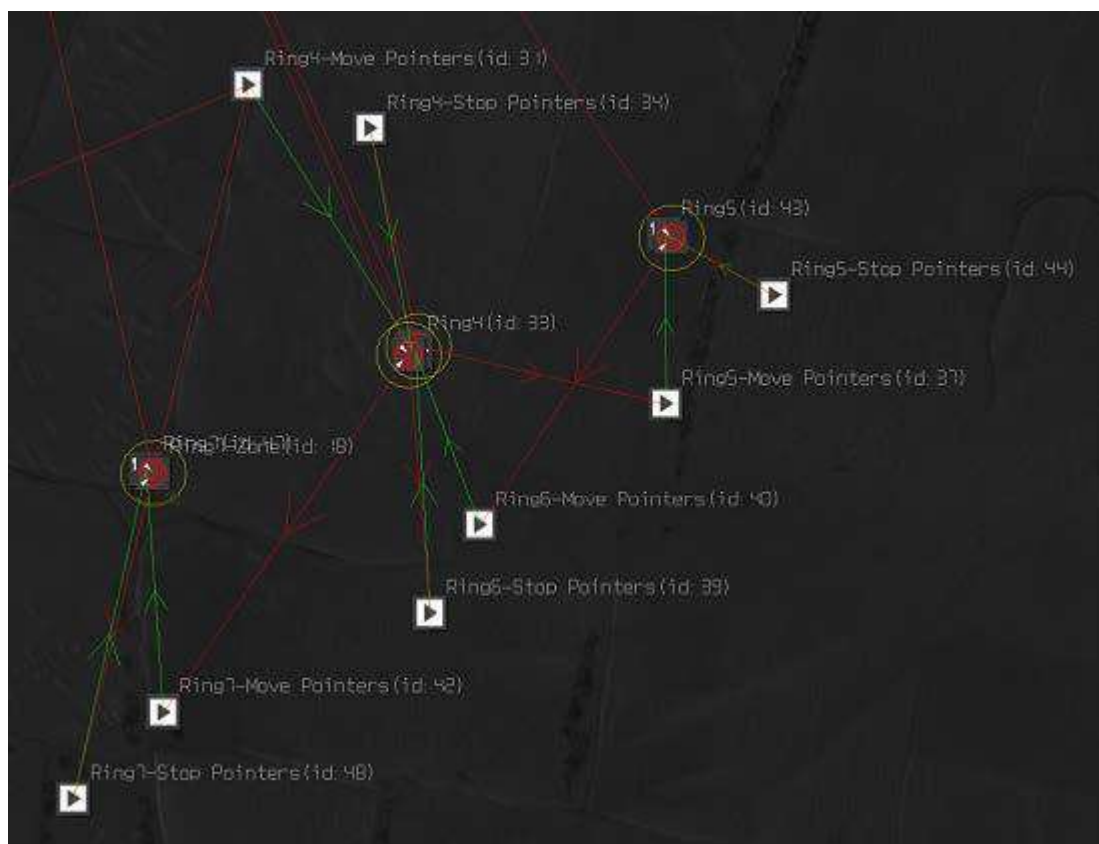 Ring4-Move Pointers(id: 31)
Ring4-Stop Pointers(id: 34)
Ring5(id: 43)
Ring5-Stop Pointers(id: 44)
Ring4(id: 33)
Ring5-Move Pointers(id: 37)
Ring6-Move Pointers(id: 40)
Ring6-Stop Pointers(id: 39)
Ring7-Move Pointers(id: 42)
Ring7-Stop Pointers(id: 48)